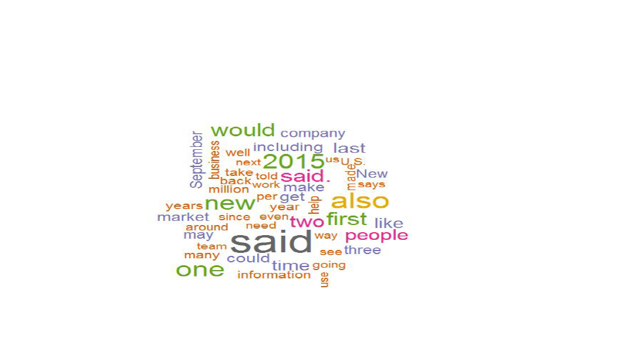 would
company
September
business
including
last
well
next
2015
us
U.S.
take
told
said.
made
New
back
work
make
says
million
per
get
help
also
years
new
year
market
since
even
two
first
like
around
need
may
said
way
people
team
see
three
many
could
time
going
one
information
use